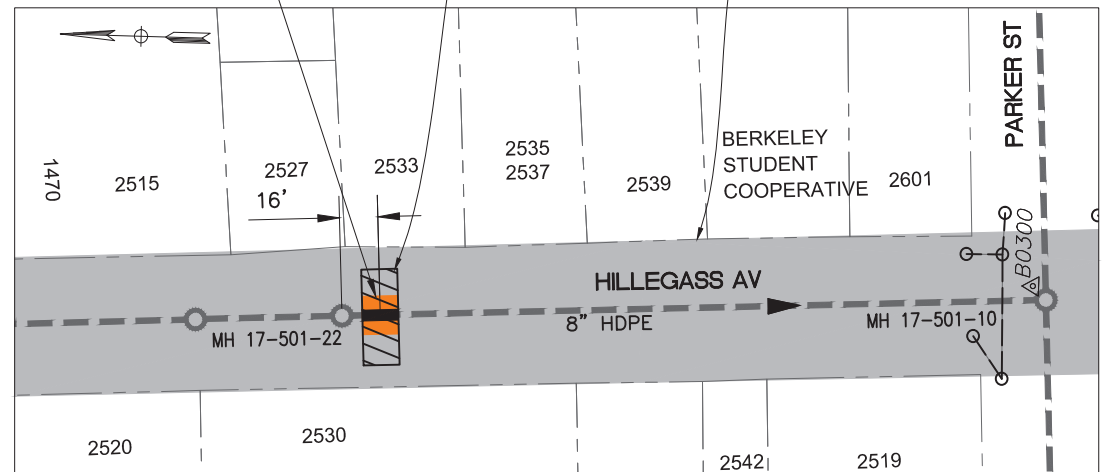 PARKER ST
1470
2515
2527
2533
2535
2537
2539
BERKELEY
STUDENT
COOPERATIVE
2601
16'
B0300
HILLEGASS AV
8" HDPE
MH 17-501-22
MH 17-501-10
2520
2530
2542
2519